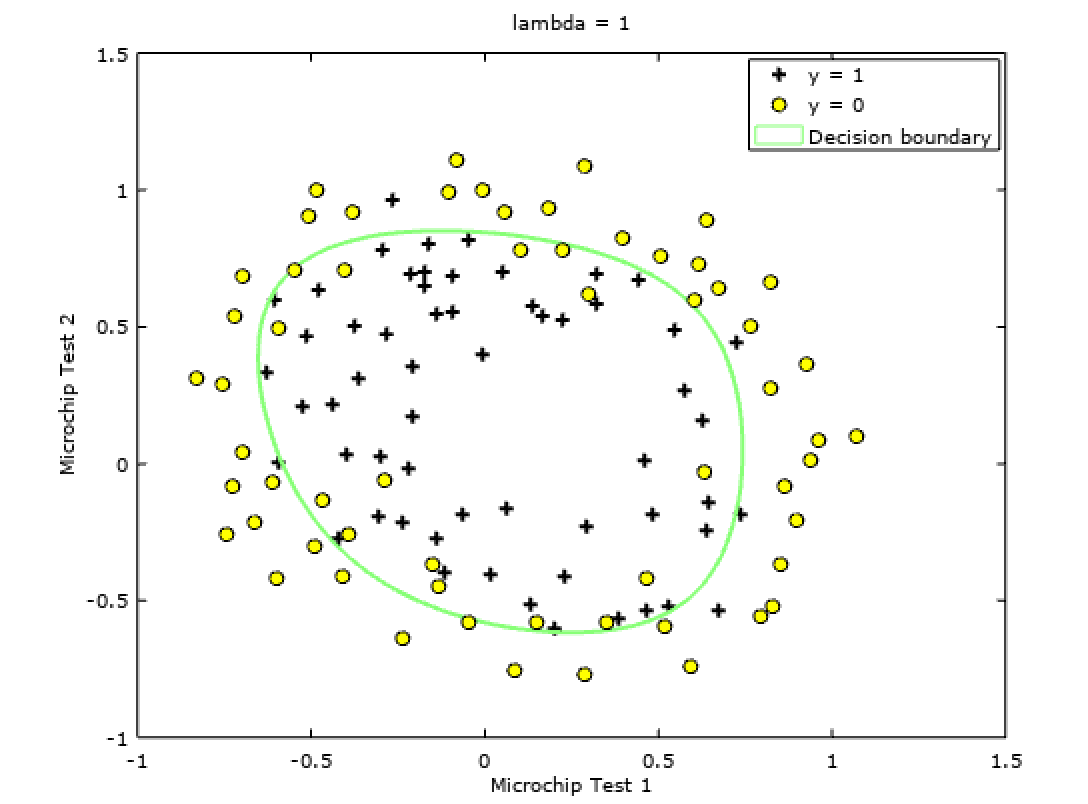 lambda = 1
1.5
1
0.5
0
-0.5
-1
Microchip Test 2
y = 1
y = 0
Decision boundary
-1
-0.5
0
0.5
1
1.5
Microchip Test 1